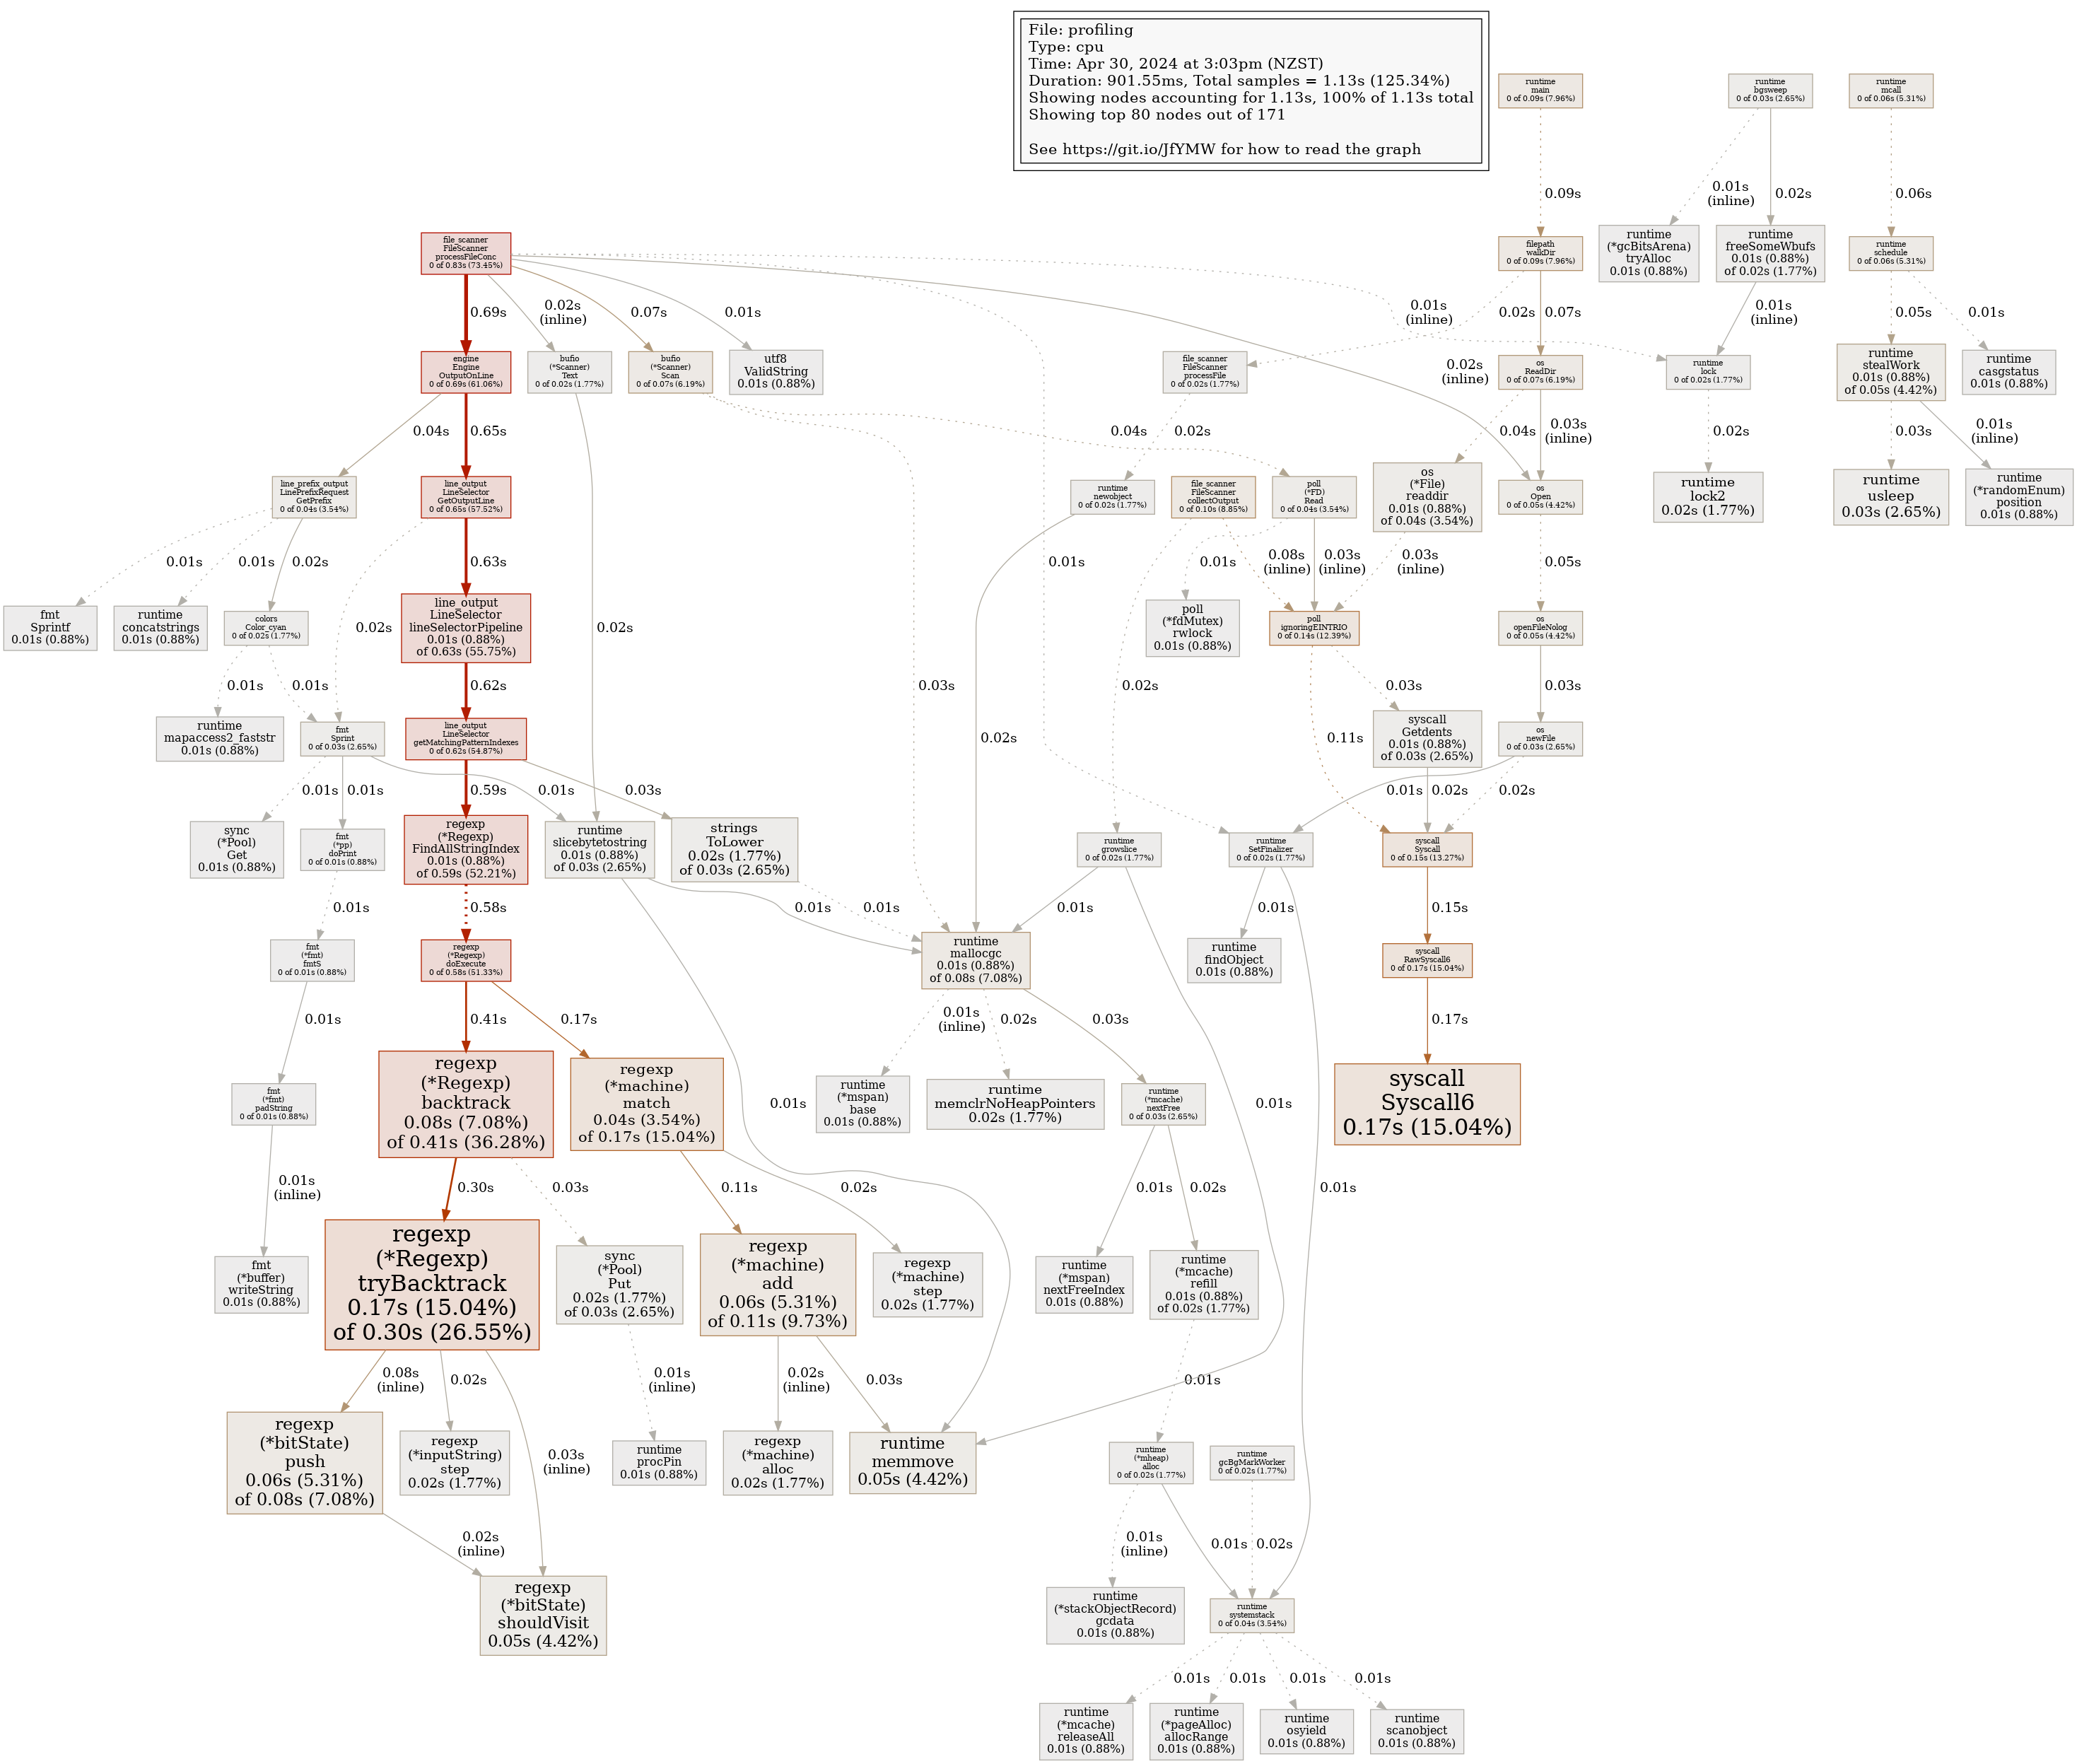 File: profiling
Type: cpu
Time: Apr 30, 2024 at 3:03pm (NZST)
Duration: 901.55ms, Total samples = 1.13s (125.34%)
Showing nodes accounting for 1.13s, 100% of 1.13s total
Showing top 80 nodes out of 171
See https://git.io/JfYMW for how to read the graph
runtime
main
0 of 0.09s (7.96%)
runtime
bgsweep
0 of 0.03s (2.65%)
runtime
mcall
0 of 0.06s (5.31%)
0.09s
0.01s
(inline)
0.02s
0.06s
file_scanner
FileScanner
processFileConc
0 of 0.83s (73.45%)
filepath
walkDir
0 of 0.09s (7.96%)
runtime
(*gcBitsArena)
tryAlloc
0.01s (0.88%)
runtime
freeSomeWbufs
0.01s (0.88%)
of 0.02s (1.77%)
runtime
schedule
0 of 0.06s (5.31%)
0.69s
0.02s
(inline)
0.07s
0.01s
0.01s
(inline)
0.02s
0.07s
0.01s
(inline)
0.05s
0.01s
engine
Engine
OutputOnLine
0 of 0.69s (61.06%)
bufio
(*Scanner)
Text
0 of 0.02s (1.77%)
bufio
(*Scanner)
Scan
0 of 0.07s (6.19%)
utf8
ValidString
0.01s (0.88%)
file_scanner
FileScanner
processFile
0 of 0.02s (1.77%)
0.02s
(inline)
os
ReadDir
0 of 0.07s (6.19%)
runtime
lock
0 of 0.02s (1.77%)
runtime
stealWork
0.01s (0.88%)
of 0.05s (4.42%)
runtime
casgstatus
0.01s (0.88%)
0.04s
0.65s
0.04s
0.02s
0.04s
0.03s
(inline)
0.02s
0.03s
0.01s
(inline)
line_prefix_output
LinePrefixRequest
GetPrefix
0 of 0.04s (3.54%)
line_output
LineSelector
GetOutputLine
0 of 0.65s (57.52%)
runtime
newobject
0 of 0.02s (1.77%)
file_scanner
FileScanner
collectOutput
0 of 0.10s (8.85%)
poll
(*FD)
Read
0 of 0.04s (3.54%)
os
(*File)
readdir
0.01s (0.88%)
of 0.04s (3.54%)
os
Open
0 of 0.05s (4.42%)
runtime
lock2
0.02s (1.77%)
runtime
usleep
0.03s (2.65%)
runtime
(*randomEnum)
position
0.01s (0.88%)
0.01s
0.01s
0.02s
0.63s
0.01s
0.01s
0.08s
(inline)
0.03s
(inline)
0.03s
(inline)
0.05s
fmt
Sprintf
0.01s (0.88%)
runtime
concatstrings
0.01s (0.88%)
colors
Color_cyan
0 of 0.02s (1.77%)
0.02s
line_output
LineSelector
lineSelectorPipeline
0.01s (0.88%)
of 0.63s (55.75%)
0.02s
poll
(*fdMutex)
rwlock
0.01s (0.88%)
poll
ignoringEINTRIO
0 of 0.14s (12.39%)
os
openFileNolog
0 of 0.05s (4.42%)
0.01s
0.01s
0.62s
0.03s
0.02s
0.03s
0.03s
runtime
mapaccess2_faststr
0.01s (0.88%)
fmt
Sprint
0 of 0.03s (2.65%)
line_output
LineSelector
getMatchingPatternIndexes
0 of 0.62s (54.87%)
0.02s
0.11s
syscall
Getdents
0.01s (0.88%)
of 0.03s (2.65%)
os
newFile
0 of 0.03s (2.65%)
0.01s
0.01s
0.59s
0.01s
0.03s
0.01s
0.02s
0.02s
sync
(*Pool)
Get
0.01s (0.88%)
fmt
(*pp)
doPrint
0 of 0.01s (0.88%)
regexp
(*Regexp)
FindAllStringIndex
0.01s (0.88%)
of 0.59s (52.21%)
runtime
slicebytetostring
0.01s (0.88%)
of 0.03s (2.65%)
strings
ToLower
0.02s (1.77%)
of 0.03s (2.65%)
runtime
growslice
0 of 0.02s (1.77%)
runtime
SetFinalizer
0 of 0.02s (1.77%)
syscall
Syscall
0 of 0.15s (13.27%)
0.01s
0.58s
0.01s
0.01s
0.01s
0.01s
0.15s
fmt
(*fmt)
fmtS
0 of 0.01s (0.88%)
regexp
(*Regexp)
doExecute
0 of 0.58s (51.33%)
runtime
mallocgc
0.01s (0.88%)
of 0.08s (7.08%)
runtime
findObject
0.01s (0.88%)
syscall
RawSyscall6
0 of 0.17s (15.04%)
0.01s
0.41s
0.17s
0.01s
(inline)
0.02s
0.03s
0.17s
fmt
(*fmt)
padString
0 of 0.01s (0.88%)
regexp
(*Regexp)
backtrack
0.08s (7.08%)
of 0.41s (36.28%)
regexp
(*machine)
match
0.04s (3.54%)
of 0.17s (15.04%)
0.01s
runtime
(*mspan)
base
0.01s (0.88%)
runtime
memclrNoHeapPointers
0.02s (1.77%)
runtime
(*mcache)
nextFree
0 of 0.03s (2.65%)
0.01s
syscall
Syscall6
0.17s (15.04%)
0.01s
(inline)
0.30s
0.03s
0.11s
0.02s
0.01s
0.02s
0.01s
fmt
(*buffer)
writeString
0.01s (0.88%)
regexp
(*Regexp)
tryBacktrack
0.17s (15.04%)
of 0.30s (26.55%)
sync
(*Pool)
Put
0.02s (1.77%)
of 0.03s (2.65%)
regexp
(*machine)
add
0.06s (5.31%)
of 0.11s (9.73%)
regexp
(*machine)
step
0.02s (1.77%)
runtime
(*mspan)
nextFreeIndex
0.01s (0.88%)
runtime
(*mcache)
refill
0.01s (0.88%)
of 0.02s (1.77%)
0.08s
(inline)
0.02s
0.03s
(inline)
0.01s
(inline)
0.02s
(inline)
0.03s
0.01s
regexp
(*bitState)
push
0.06s (5.31%)
of 0.08s (7.08%)
regexp
(*inputString)
step
0.02s (1.77%)
runtime
procPin
0.01s (0.88%)
regexp
(*machine)
alloc
0.02s (1.77%)
runtime
memmove
0.05s (4.42%)
runtime
(*mheap)
alloc
0 of 0.02s (1.77%)
runtime
gcBgMarkWorker
0 of 0.02s (1.77%)
0.02s
(inline)
0.01s
(inline)
0.01s
0.02s
regexp
(*bitState)
shouldVisit
0.05s (4.42%)
runtime
(*stackObjectRecord)
gcdata
0.01s (0.88%)
runtime
systemstack
0 of 0.04s (3.54%)
0.01s
0.01s
0.01s
0.01s
runtime
(*mcache)
releaseAll
0.01s (0.88%)
runtime
(*pageAlloc)
allocRange
0.01s (0.88%)
runtime
osyield
0.01s (0.88%)
runtime
scanobject
0.01s (0.88%)